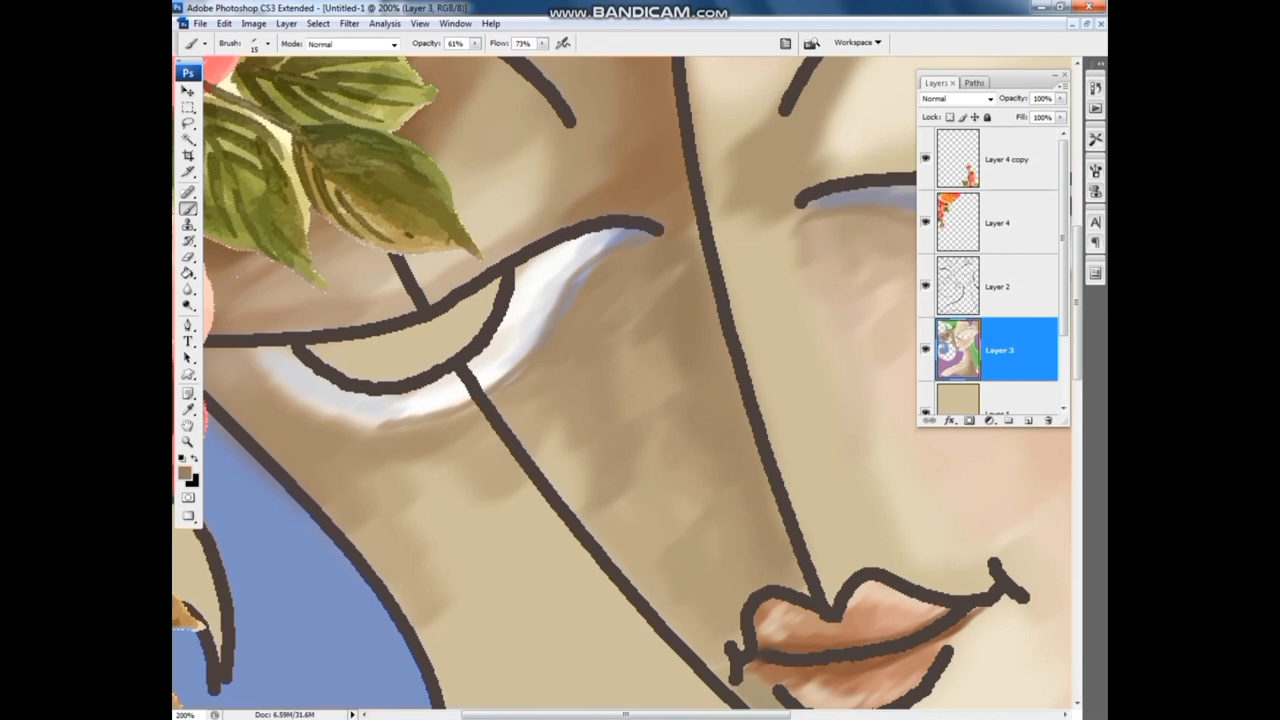 Adobe Photoshop CS3 Extended - [Untitled-1 @ 200% (Layer 3, RGB/8)]
www.BANDICAM.com
File Edit Image Layer Select Filter Analysis View Window Help
Brush: 15 Mode: Normal Opacity: 61% Flow: 73% Workspace
Ps
Layers Paths
Normal Opacity: 100%
Lock: Fill: 100%
Layer 4 copy
Layer 4
Layer 2
Layer 3
200% Doc: 6.59M/31.6M